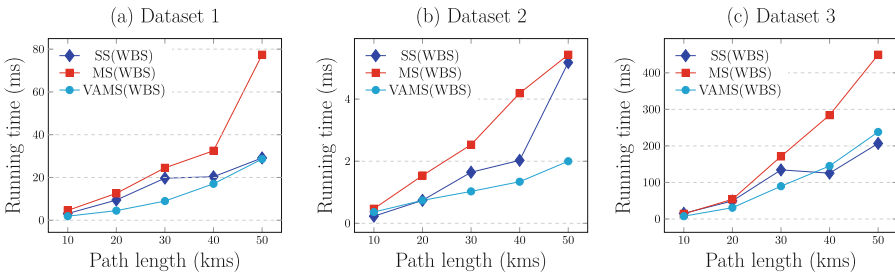 (a) Dataset 1
80
60
40
20
0
10 20 30 40 50
SS(WBS)
MS(WBS)
VAMS(WBS)
Running time (ms)
Path length (kms)
(b) Dataset 2
4
2
0
10 20 30 40 50
SS(WBS)
MS(WBS)
VAMS(WBS)
Running time (ms)
Path length (kms)
(c) Dataset 3
400
300
200
100
0
10 20 30 40 50
SS(WBS)
MS(WBS)
VAMS(WBS)
Running time (ms)
Path length (kms)